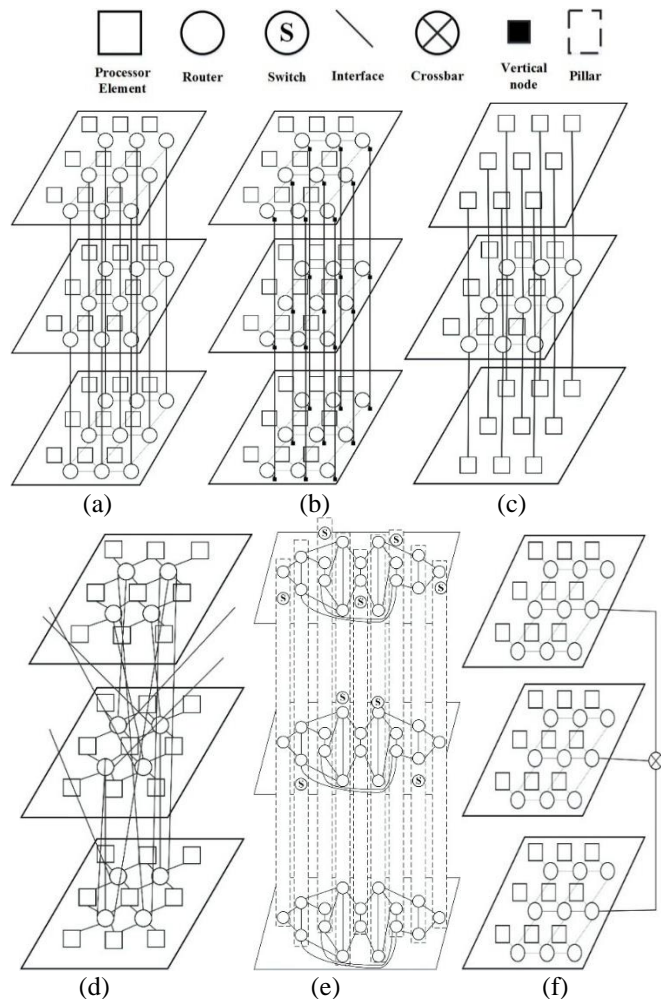 S
Processor Element
Router
Switch
Interface
Crossbar
Vertical node
Pillar
(a)
(b)
(c)
S
S
S
S
S
S
S
S
S
(d)
(e)
(f)